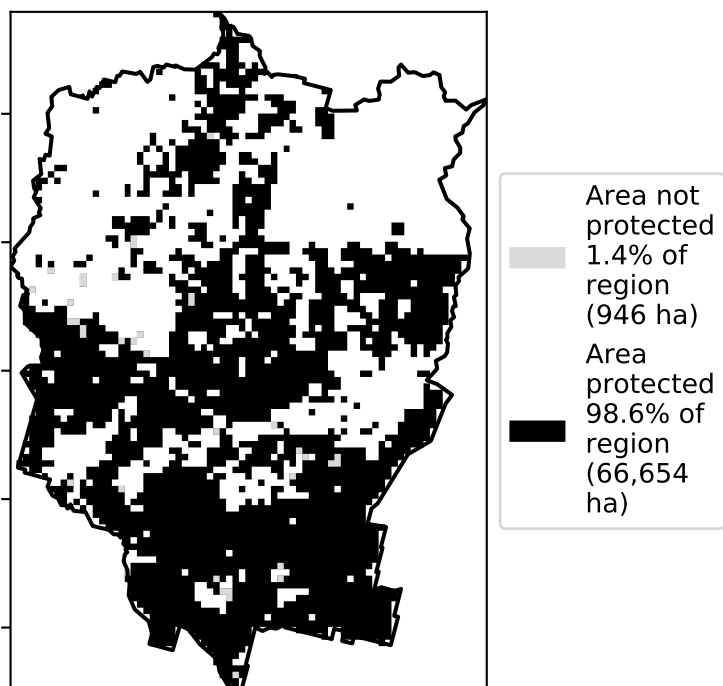 Area not
protected
1.4% of
region
(946 ha)
Area
protected
98.6% of
region
(66,654
ha)